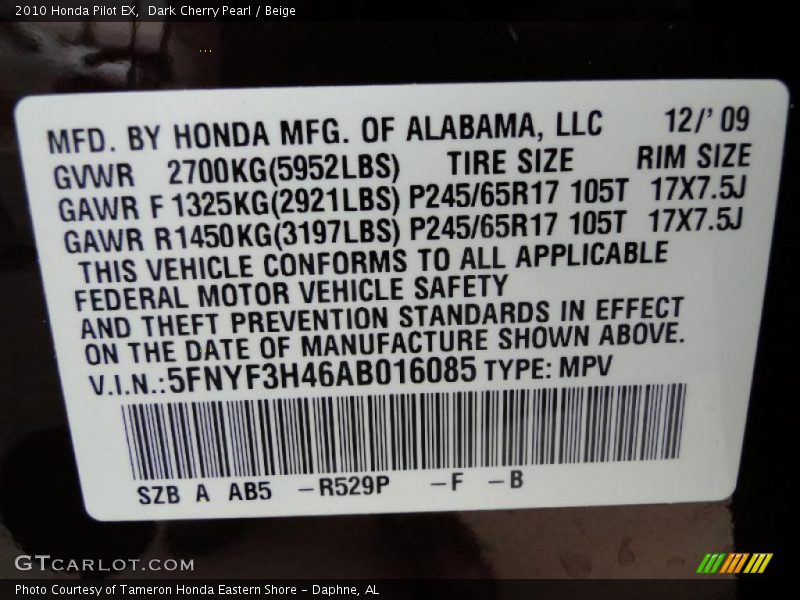 2010 Honda Pilot EX, Dark Cherry Pearl / Beige
MFD. BY HONDA MFG. OF ALABAMA, LLC 12/'09
GVWR 2700KG(5952LBS) TIRE SIZE RIM SIZE
GAWR F 1325KG(2921LBS) P245/65R17 105T 17X7.5J
GAWR R1450KG(3197LBS) P245/65R17 105T 17X7.5J
THIS VEHICLE CONFORMS TO ALL APPLICABLE
FEDERAL MOTOR VEHICLE SAFETY
AND THEFT PREVENTION STANDARDS IN EFFECT
ON THE DATE OF MANUFACTURE SHOWN ABOVE.
V.I.N.:5FNYF3H46AB016085 TYPE: MPV
SZB A AB5 -R529P -F -B
GTCARLOT.COM
Photo Courtesy of Tameron Honda Eastern Shore - Daphne, AL